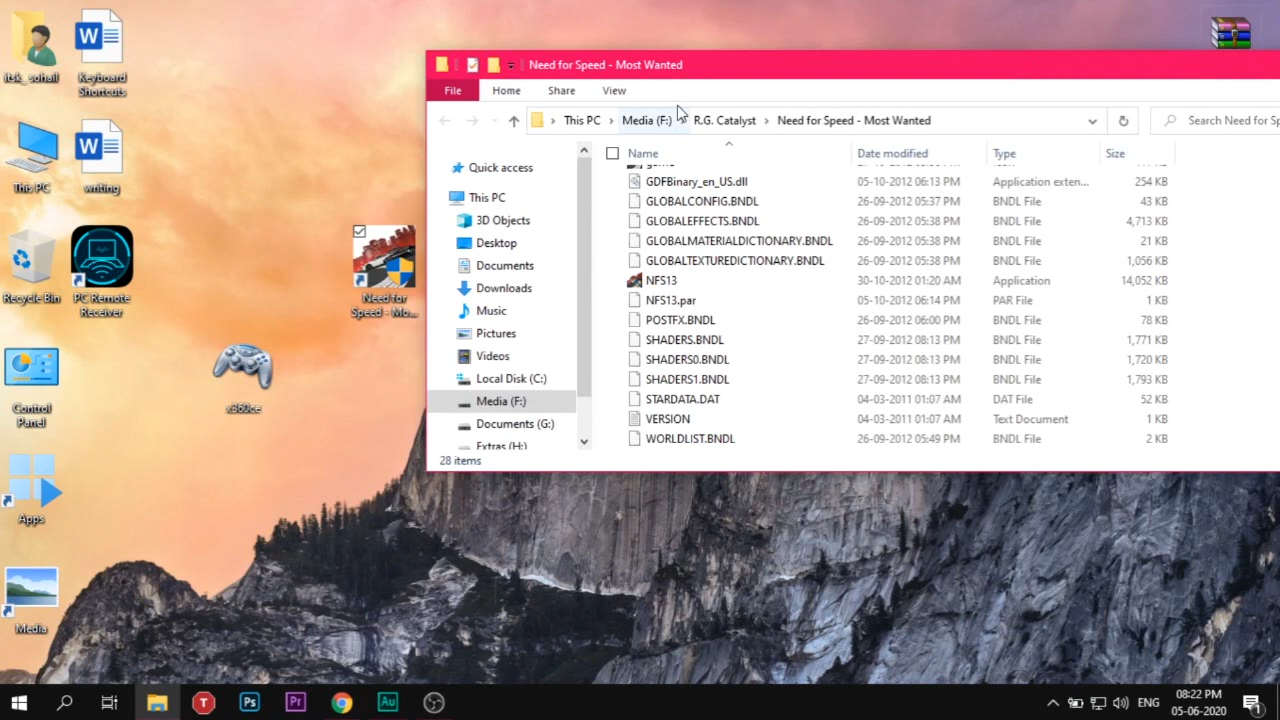 itsk_sohail
Keyboard
Shortcuts
This PC
writing
Recycle Bin
PC Remote
Receiver
Need for
Speed - Mo...
Control
Panel
x360ce
Apps
Media
Need for Speed - Most Wanted
File
Home
Share
View
This PC
Media (F:)
R.G. Catalyst
Need for Speed - Most Wanted
Search Need for Sp
Quick access
This PC
3D Objects
Desktop
Documents
Downloads
Music
Pictures
Videos
Local Disk (C:)
Media (F:)
Documents (G:)
Extras (H:)
Name Date modified Type Size
GDFBinary_en_US.dll 05-10-2012 06:13 PM Application exten... 254 KB
GLOBALCONFIG.BNDL 26-09-2012 05:37 PM BNDL File 43 KB
GLOBALEFFECTS.BNDL 26-09-2012 05:38 PM BNDL File 4,713 KB
GLOBALMATERIALDICTIONARY.BNDL 26-09-2012 05:38 PM BNDL File 21 KB
GLOBALTEXTUREDICTIONARY.BNDL 26-09-2012 05:38 PM BNDL File 1,056 KB
NFS13 30-10-2012 01:20 AM Application 14,052 KB
NFS13.par 05-10-2012 06:14 PM PAR File 1 KB
POSTFX.BNDL 26-09-2012 06:00 PM BNDL File 78 KB
SHADERS.BNDL 27-09-2012 08:13 PM BNDL File 1,771 KB
SHADERS0.BNDL 27-09-2012 08:13 PM BNDL File 1,720 KB
SHADERS1.BNDL 27-09-2012 08:13 PM BNDL File 1,793 KB
STARDATA.DAT 04-03-2011 01:07 AM DAT File 52 KB
VERSION 04-03-2011 01:07 AM Text Document 1 KB
WORLDLIST.BNDL 26-09-2012 05:49 PM BNDL File 2 KB
28 items
T
Ps
Pr
Au
ENG
08:22 PM
05-06-2020
1